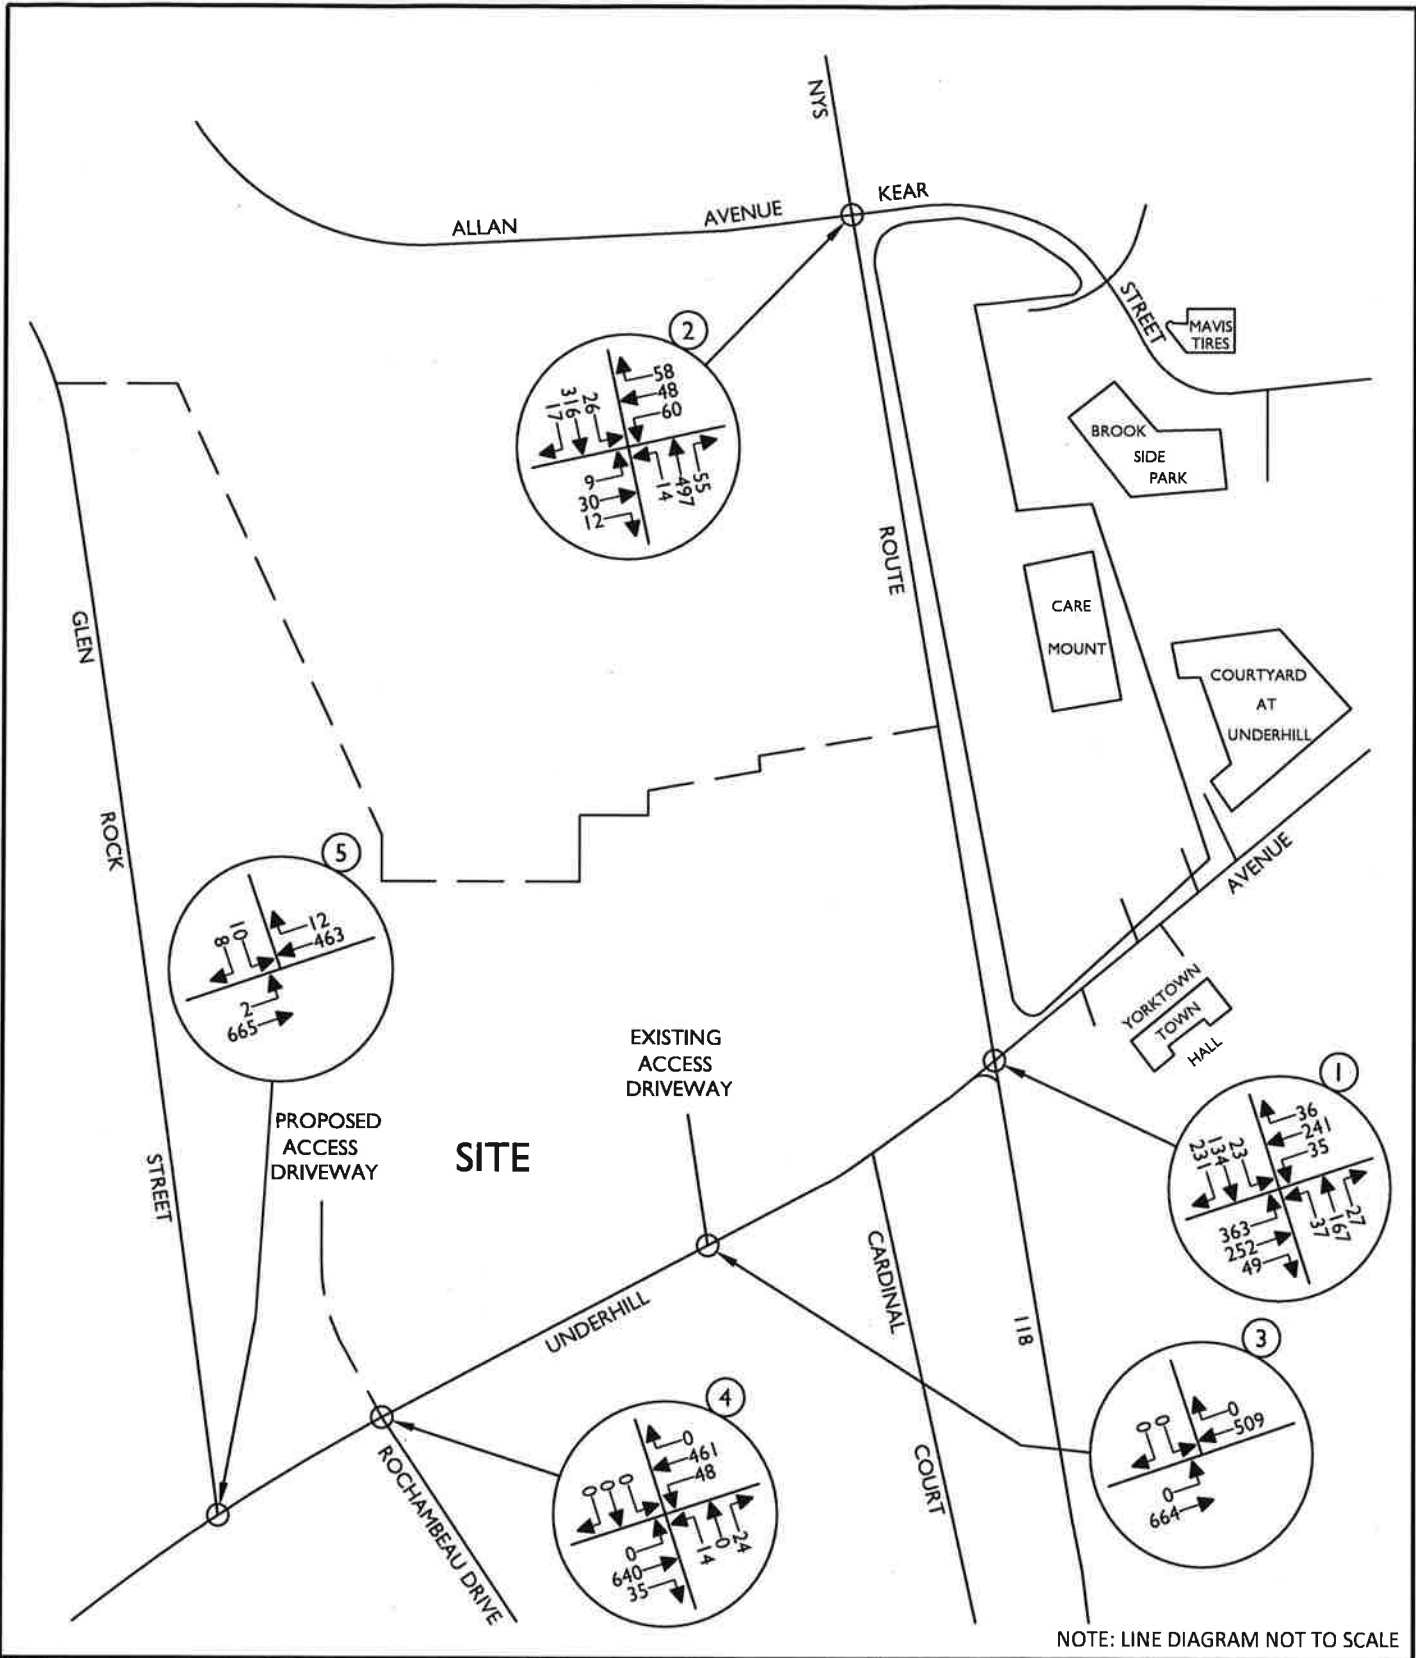 NYS
ALLAN
AVENUE
KEAR
STREET
MAVIS
TIRES
2
58
48
60
17
316
26
9
30
12
14
497
55
BROOK
SIDE
PARK
ROUTE
CARE
MOUNT
GLEN
COURTYARD
AT
UNDERHILL
ROCK
AVENUE
5
12
463
8
10
2
665
YORKTOWN
TOWN
HALL
EXISTING
ACCESS
DRIVEWAY
1
36
241
35
231
134
23
363
252
49
37
167
27
PROPOSED
ACCESS
DRIVEWAY
SITE
STREET
CARDINAL
UNDERHILL
118
3
0
509
0
0
0
664
4
0
461
48
0
0
0
0
640
35
14
0
24
ROCHAMBEAU DRIVE
COURT
NOTE: LINE DIAGRAM NOT TO SCALE